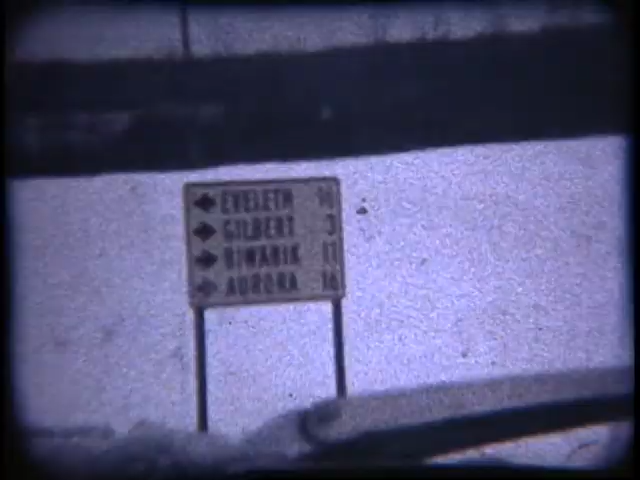 → EVELETH 10
→ GILBERT 3
→ BIWABIK 11
→ AURORA 16